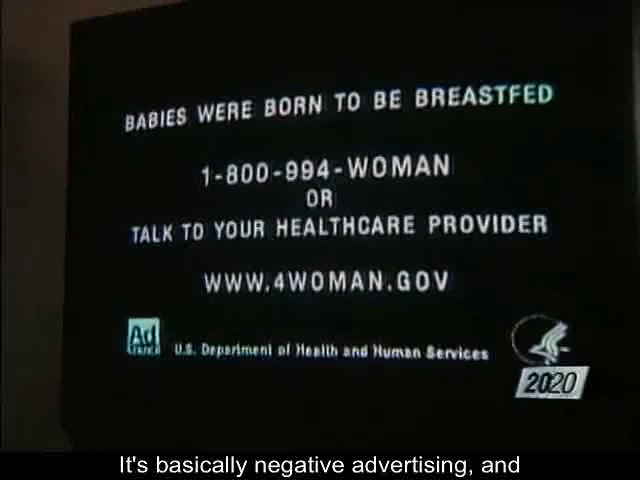 BABIES WERE BORN TO BE BREASTFED
1-800-994-WOMAN
OR
TALK TO YOUR HEALTHCARE PROVIDER
WWW.4WOMAN.GOV
Ad
COUNCIL
U.S. Department of Health and Human Services
2020
It's basically negative advertising, and